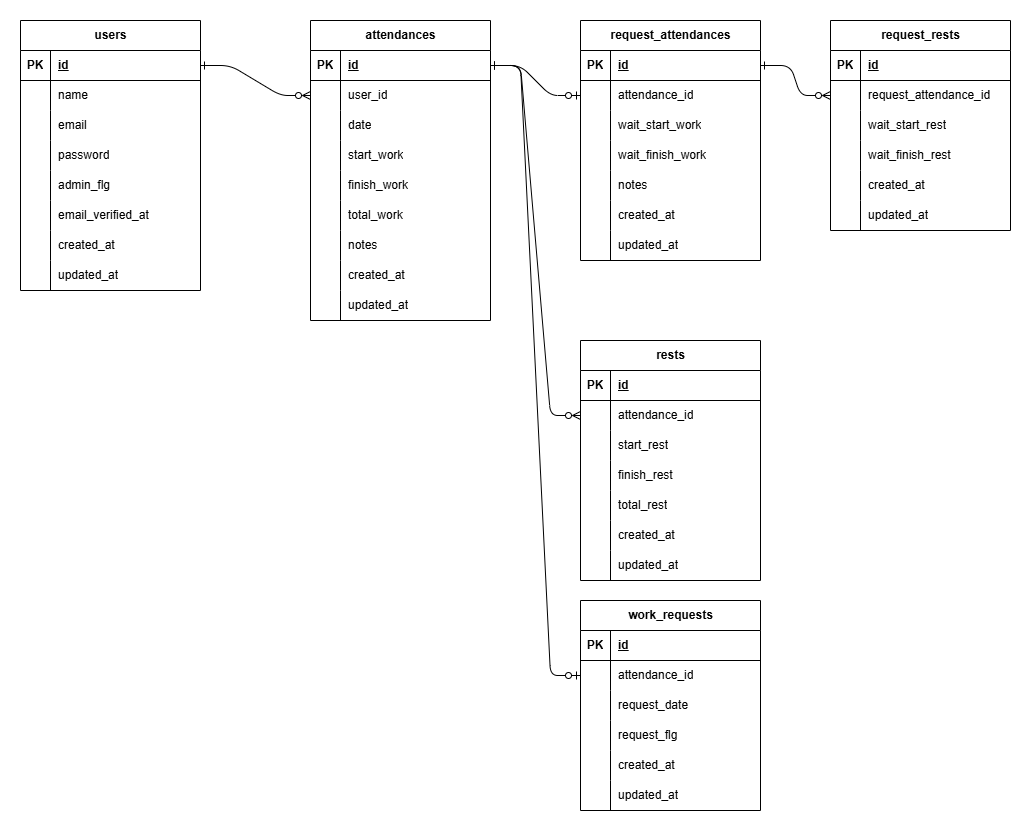 users
PK id
name
email
password
admin_flg
email_verified_at
created_at
updated_at
attendances
PK id
user_id
date
start_work
finish_work
total_work
notes
created_at
updated_at
request_attendances
PK id
attendance_id
wait_start_work
wait_finish_work
notes
created_at
updated_at
request_rests
PK id
request_attendance_id
wait_start_rest
wait_finish_rest
created_at
updated_at
rests
PK id
attendance_id
start_rest
finish_rest
total_rest
created_at
updated_at
work_requests
PK id
attendance_id
request_date
request_flg
created_at
updated_at